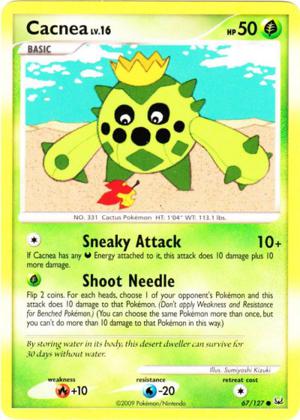 Cacnea LV.16 HP 50
BASIC
NO. 331 Cactus Pokémon HT: 1'04" WT: 113.1 lbs.
Sneaky Attack 10+
If Cacnea has any Energy attached to it, this attack does 10 damage plus 10
more damage.
Shoot Needle
Flip 2 coins. For each heads, choose 1 of your opponent's Pokémon and this
attack does 10 damage to that Pokémon. (Don't apply Weakness and Resistance
for Benched Pokémon.) (You can choose the same Pokémon more than once, but
you can't do more than 10 damage to that Pokémon in this way.)
By storing water in its body, this desert dweller can survive for
30 days without water.
Illus. Sumiyoshi Kizuki
weakness resistance retreat cost
+10 -20
©2009 Pokémon/Nintendo 67/127